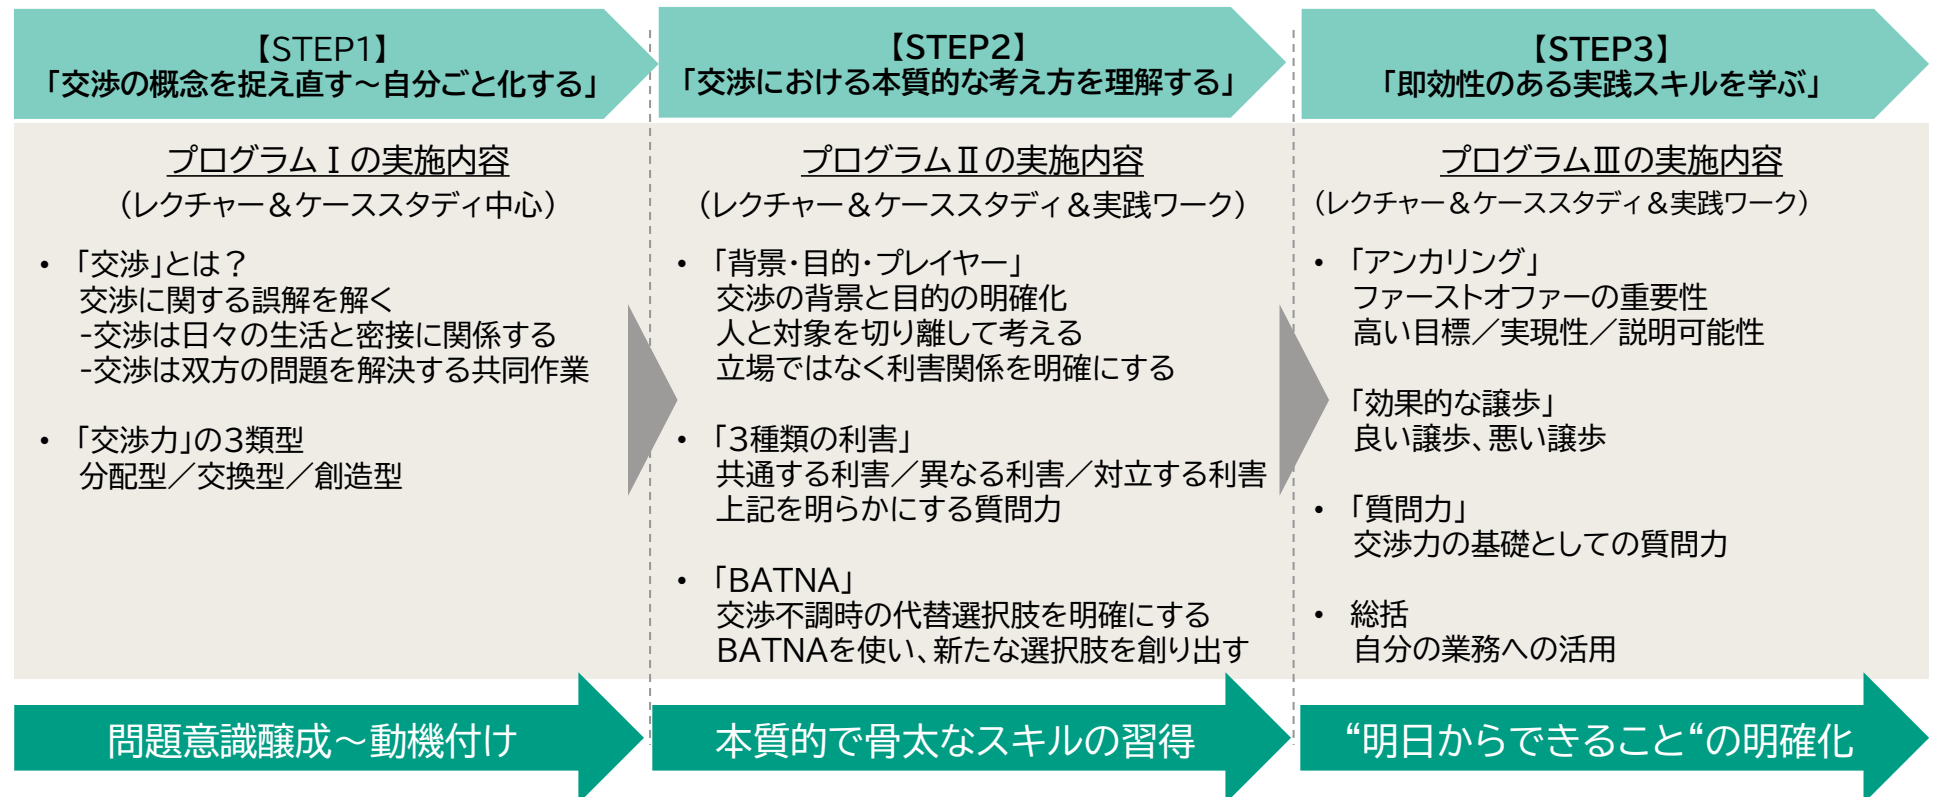 【STEP1】
「交渉の概念を捉え直す～自分ごと化する」
プログラムⅠの実施内容
（レクチャー＆ケーススタディ中心）
• 「交渉」とは？
交渉に関する誤解を解く
-交渉は日々の生活と密接に関係する
-交渉は双方の問題を解決する共同作業
• 「交渉力」の３類型
分配型／交換型／創造型
問題意識醸成～動機付け
【STEP2】
「交渉における本質的な考え方を理解する」
プログラムⅡの実施内容
（レクチャー＆ケーススタディ＆実践ワーク）
• 「背景・目的・プレイヤー」
交渉の背景と目的の明確化
人と対象を切り離して考える
立場ではなく利害関係を明確にする
• 「３種類の利害」
共通する利害／異なる利害／対立する利害
上記を明らかにする質問力
• 「BATNA」
交渉不調時の代替選択肢を明確にする
BATNAを使い、新たな選択肢を創り出す
本質的で骨太なスキルの習得
【STEP3】
「即効性のある実践スキルを学ぶ」
プログラムⅢの実施内容
（レクチャー＆ケーススタディ＆実践ワーク）
• 「アンカリング」
ファーストオファーの重要性
高い目標／実現性／説明可能性
「効果的な譲歩」
良い譲歩、悪い譲歩
• 「質問力」
交渉力の基礎としての質問力
• 総括
自分の業務への活用
“明日からできること“の明確化